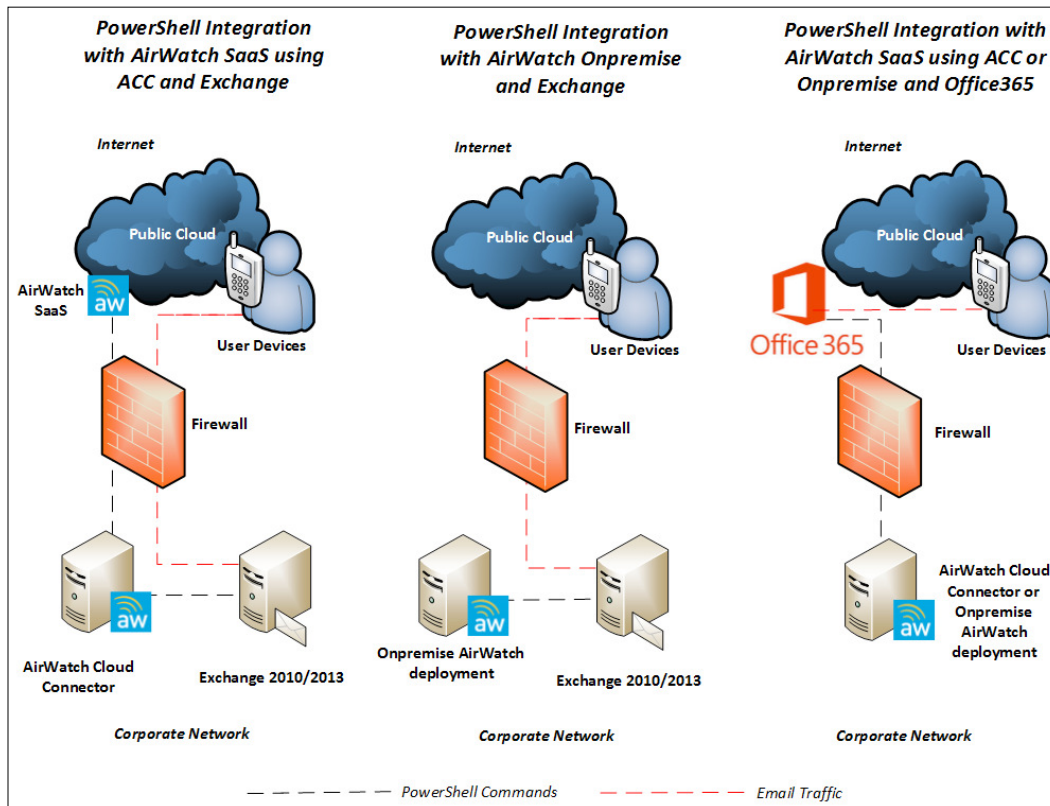 PowerShell Integration
with AirWatch SaaS using
ACC and Exchange
Internet
Public Cloud
AirWatch
SaaS
aw
User Devices
Firewall
aw
AirWatch Cloud
Connector
Exchange 2010/2013
Corporate Network
PowerShell Integration
with AirWatch Onpremise
and Exchange
Internet
Public Cloud
User Devices
Firewall
aw
Onpremise AirWatch
deployment
Exchange 2010/2013
Corporate Network
PowerShell Integration with
AirWatch SaaS using ACC or
Onpremise and Office365
Internet
Public Cloud
Office 365
User Devices
Firewall
aw
AirWatch Cloud
Connector or
Onpremise
AirWatch
deployment
Corporate Network
PowerShell Commands
Email Traffic